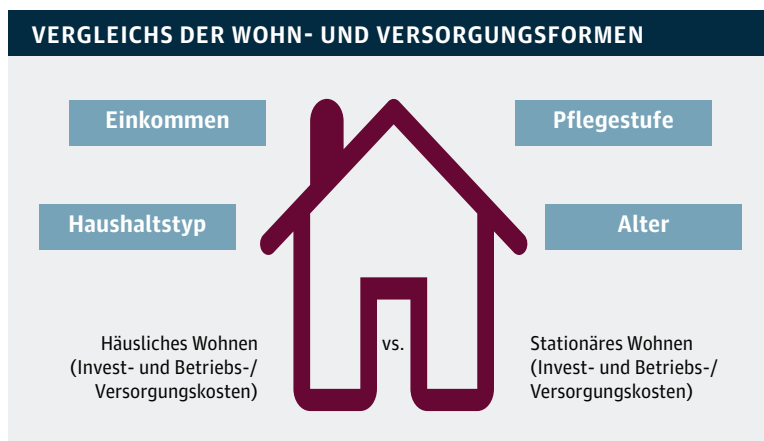 VERGLEICHS DER WOHN- UND VERSORGUNGSFORMEN
Einkommen
Pflegestufe
Haushaltstyp
Alter
Häusliches Wohnen
(Invest- und Betriebs-/
Versorgungskosten)
vs.
Stationäres Wohnen
(Invest- und Betriebs-/
Versorgungskosten)